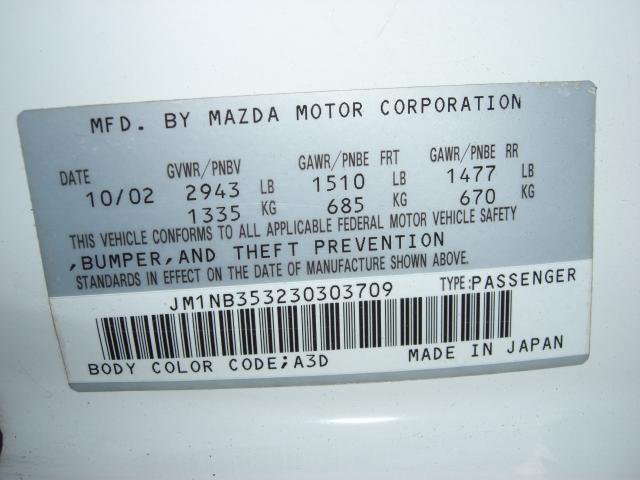 MFD. BY MAZDA MOTOR CORPORATION
DATE GVWR/PNBV GAWR/PNBE FRT GAWR/PNBE RR
10/02 2943 LB 1510 LB 1477 LB
1335 KG 685 KG 670 KG
THIS VEHICLE CONFORMS TO ALL APPLICABLE FEDERAL MOTOR VEHICLE SAFETY
,BUMPER,AND THEFT PREVENTION
STANDARDS IN EFFECT ON THE DATE OF MANUFACTURE SHOWN ABOVE.
JM1NB353230303709 TYPE:PASSENGER
BODY COLOR CODE;A3D MADE IN JAPAN